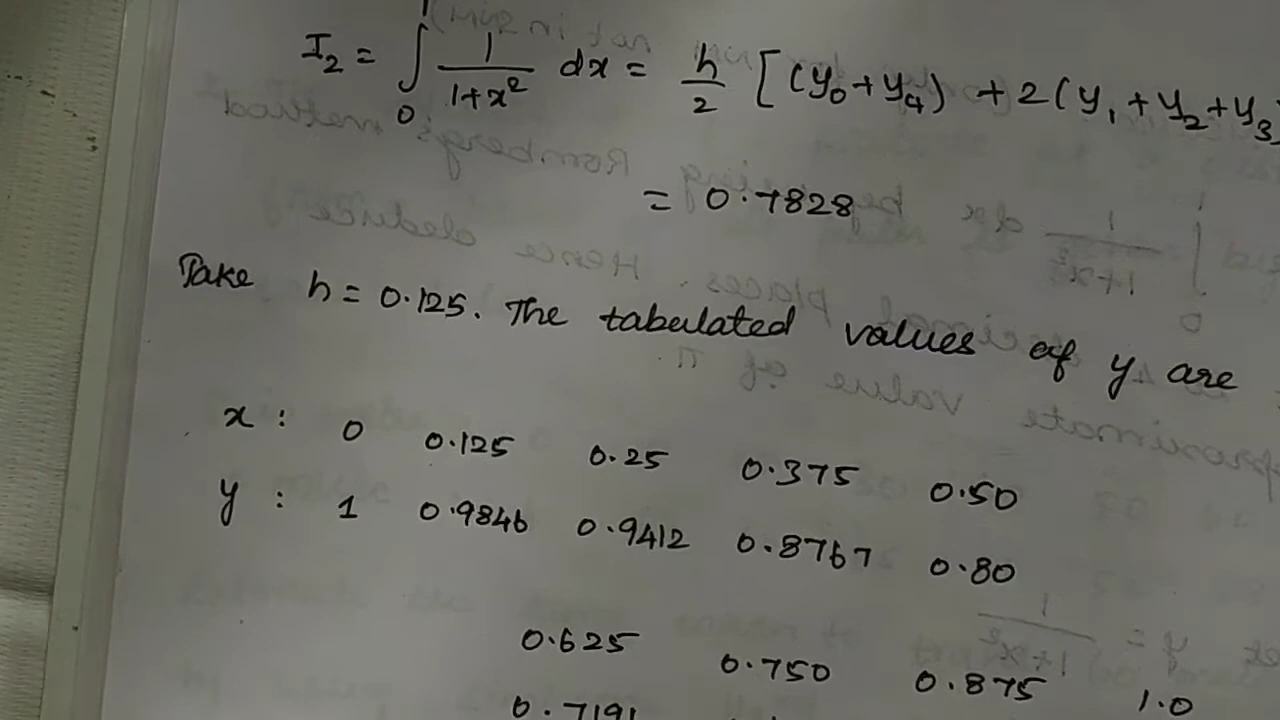 I₂ = ∫₀¹ 1/(1+x²) dx = h/2 [(y₀+y₄) + 2(y₁+y₂+y₃)
= 0.7828
Take h = 0.125. The tabulated values of y are
x : 0 0.125 0.25 0.375 0.50
y : 1 0.9846 0.9412 0.8767 0.80
0.625 0.750 0.875 1.0
0.7191